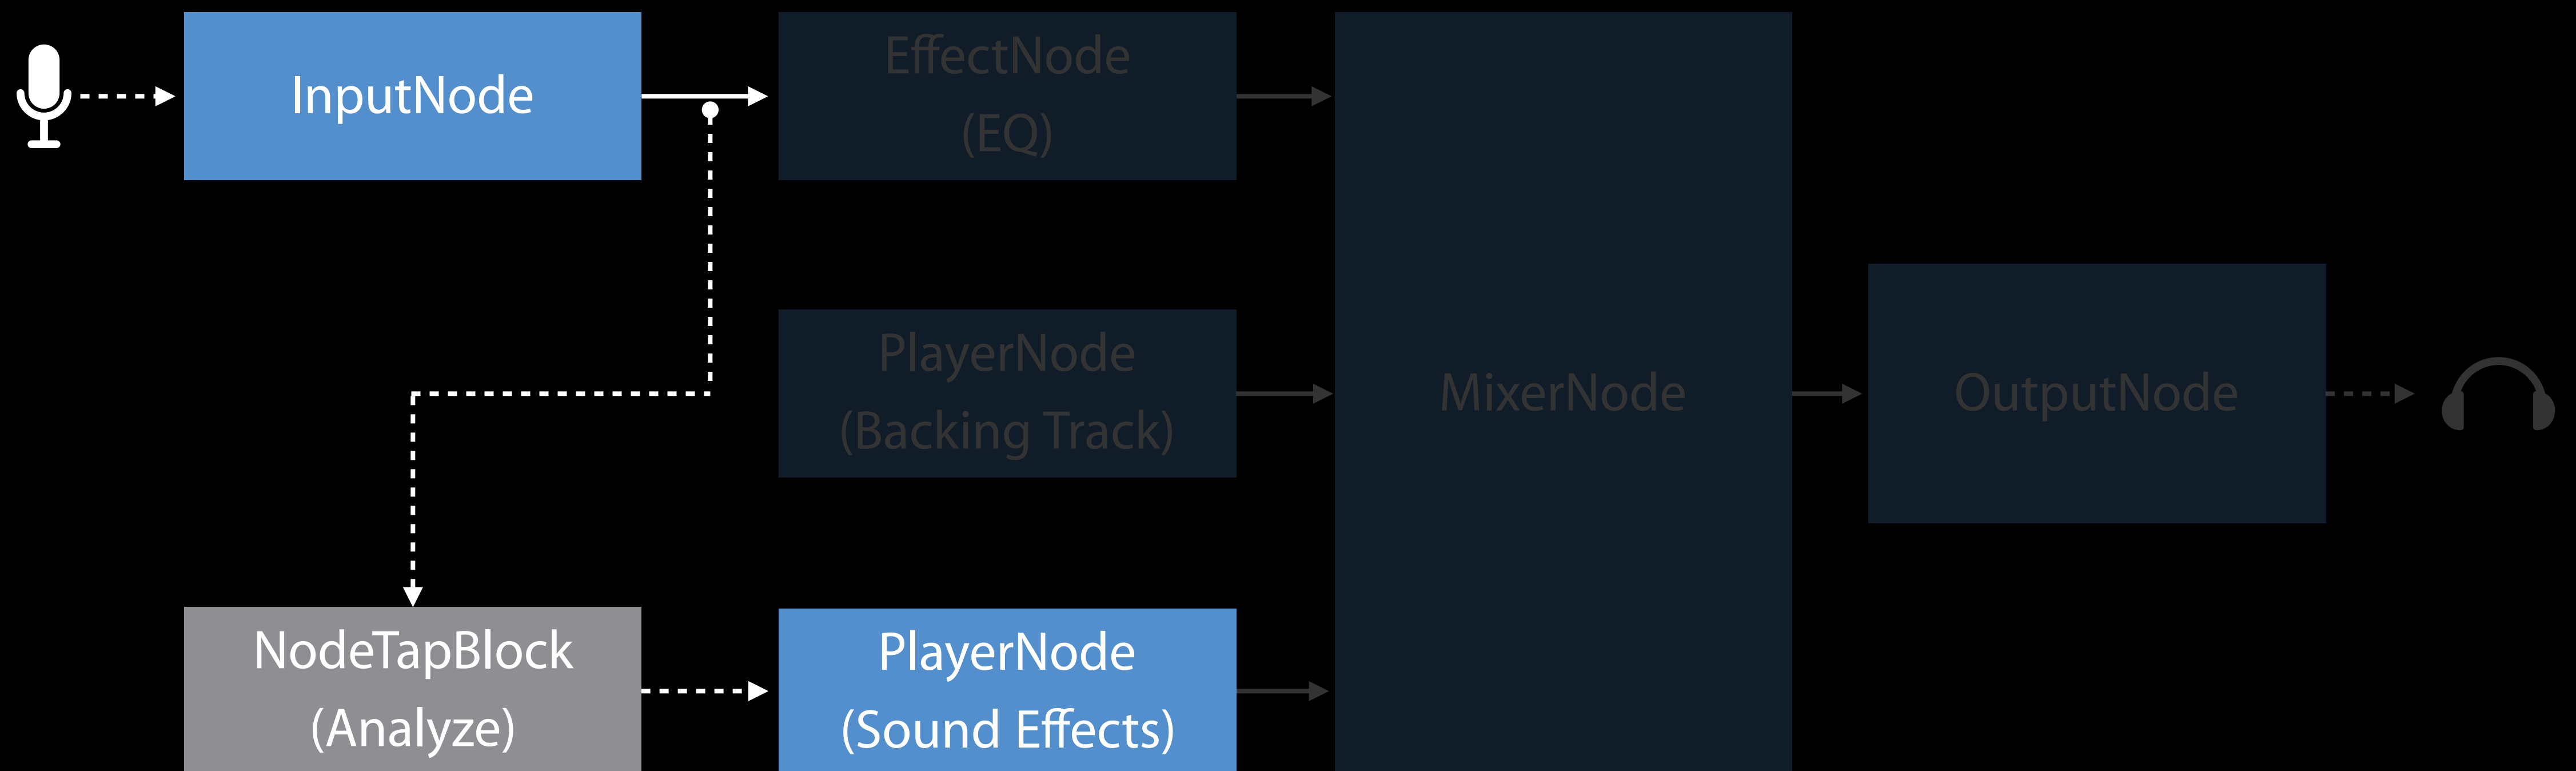 InputNode
EffectNode
(EQ)
PlayerNode
(Backing Track)
MixerNode
OutputNode
NodeTapBlock
(Analyze)
PlayerNode
(Sound Effects)